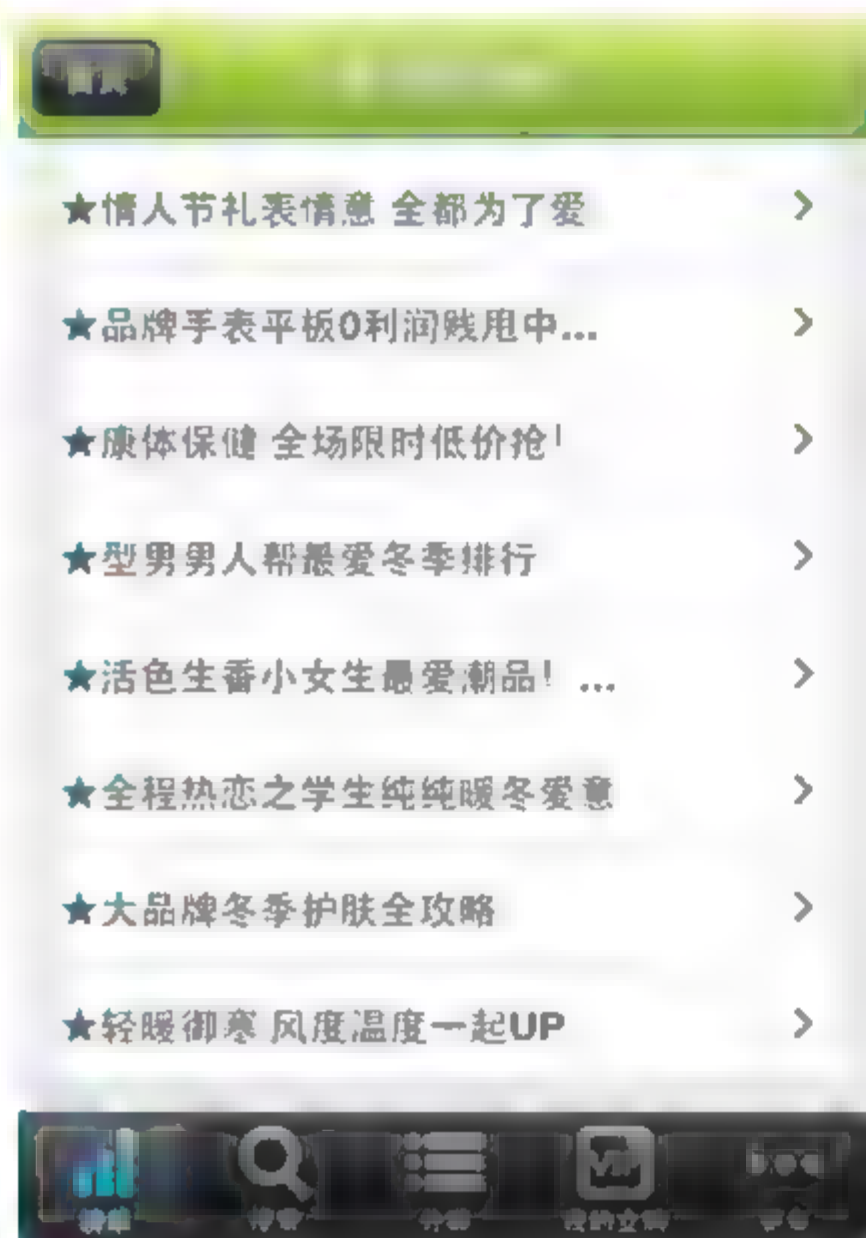 ★情人节礼表情意 全都为了爱
★品牌手表平板0利润贱甩中...
★康体保健 全场限时低价抢!
★型男男人帮最爱冬季排行
★活色生香小女生最爱潮品! ...
★全程热恋之学生纯纯暖冬爱意
★大品牌冬季护肤全攻略
★轻暖御寒 风度温度一起UP